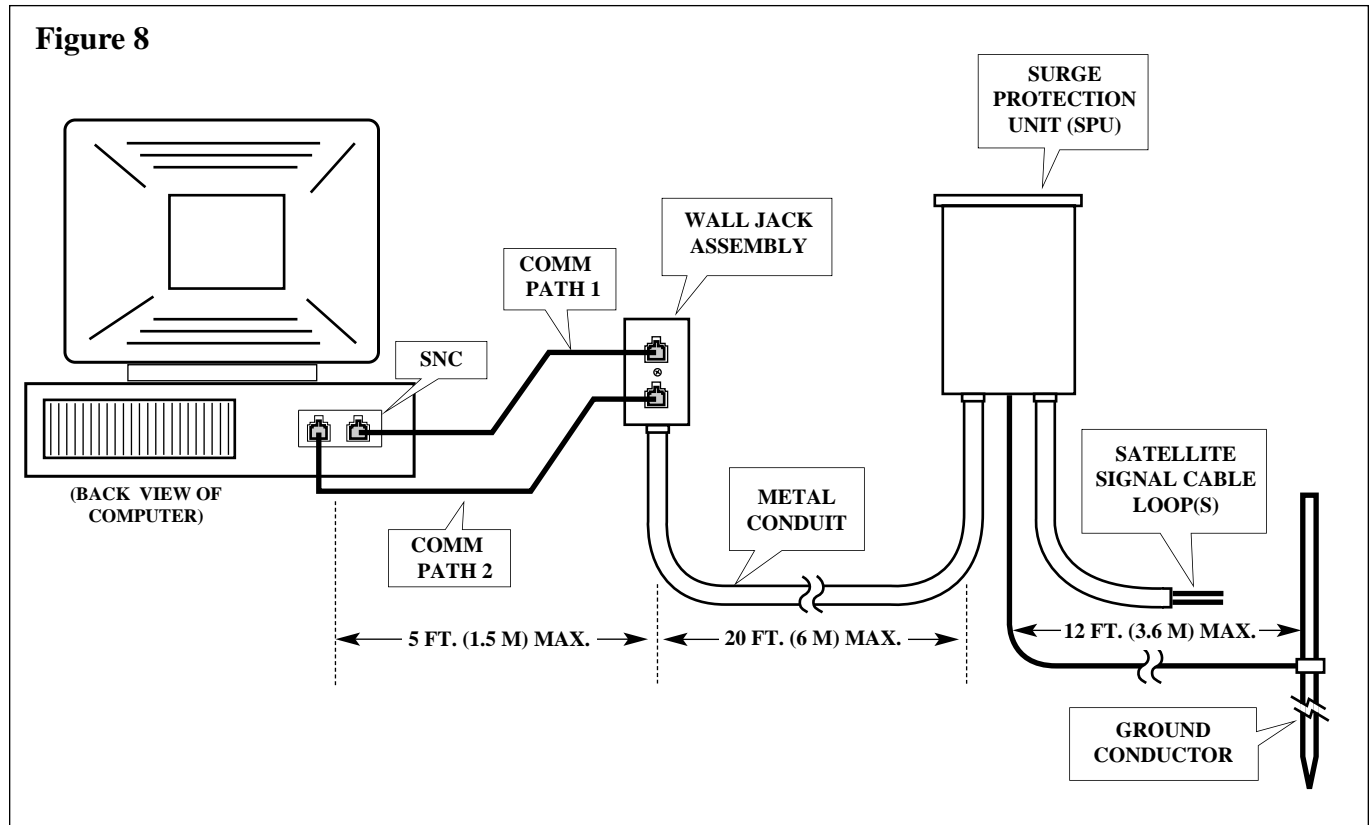 Figure 8
SURGE
PROTECTION
UNIT (SPU)
WALL JACK
ASSEMBLY
COMM
PATH 1
SNC
(BACK VIEW OF
COMPUTER)
COMM
PATH 2
METAL
CONDUIT
SATELLITE
SIGNAL CABLE
LOOP(S)
5 FT. (1.5 M) MAX.
20 FT. (6 M) MAX.
12 FT. (3.6 M) MAX.
GROUND
CONDUCTOR